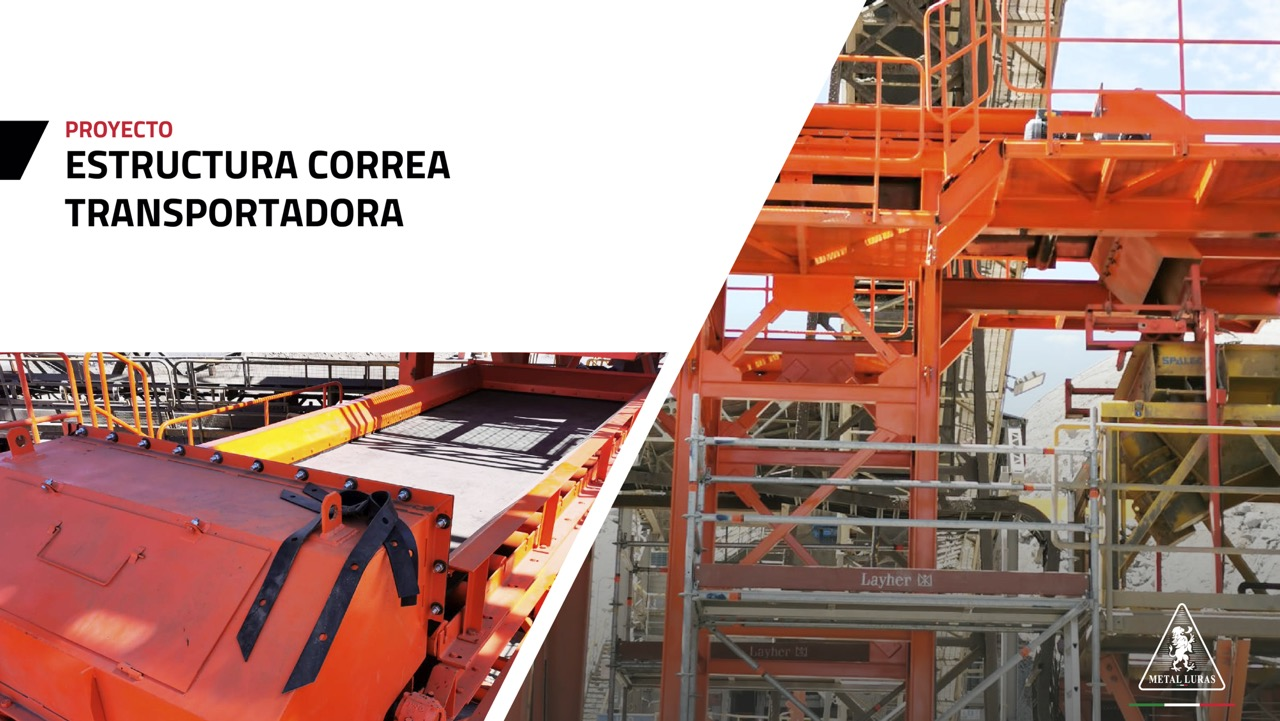 PROYECTO
ESTRUCTURA CORREA
TRANSPORTADORA
Layher
Layher
METAL LURAS